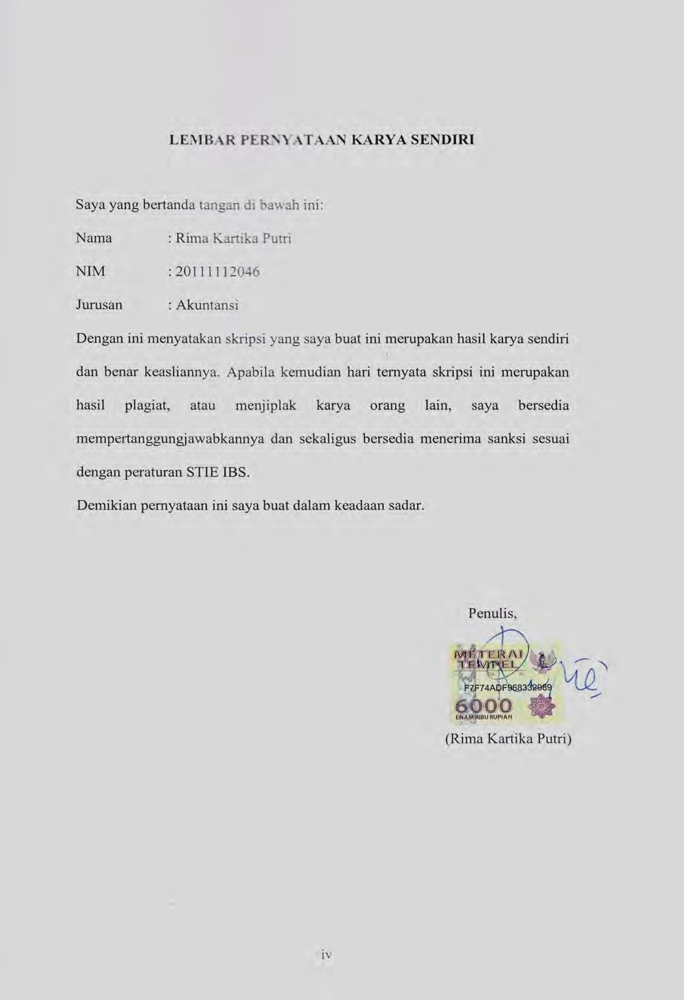 LEMBAR PERNYATAAN KARYA SENDIRI
Saya yang bertanda tangan di bawah ini:
Nama : Rima Kartika Putri
NIM : 20111112046
Jurusan : Akuntansi
Dengan ini menyatakan skripsi yang saya buat ini merupakan hasil karya sendiri
dan benar keasliannya. Apabila kemudian hari ternyata skripsi ini merupakan
hasil plagiat, atau menjiplak karya orang lain, saya bersedia
mempertanggungjawabkannya dan sekaligus bersedia menerima sanksi sesuai
dengan peraturan STIE IBS.
Demikian pernyataan ini saya buat dalam keadaan sadar.
Penulis,
METERAI
TEMPEL
F7F74ADF968332989
6000
ENAM RIBU RUPIAH
(Rima Kartika Putri)
iv